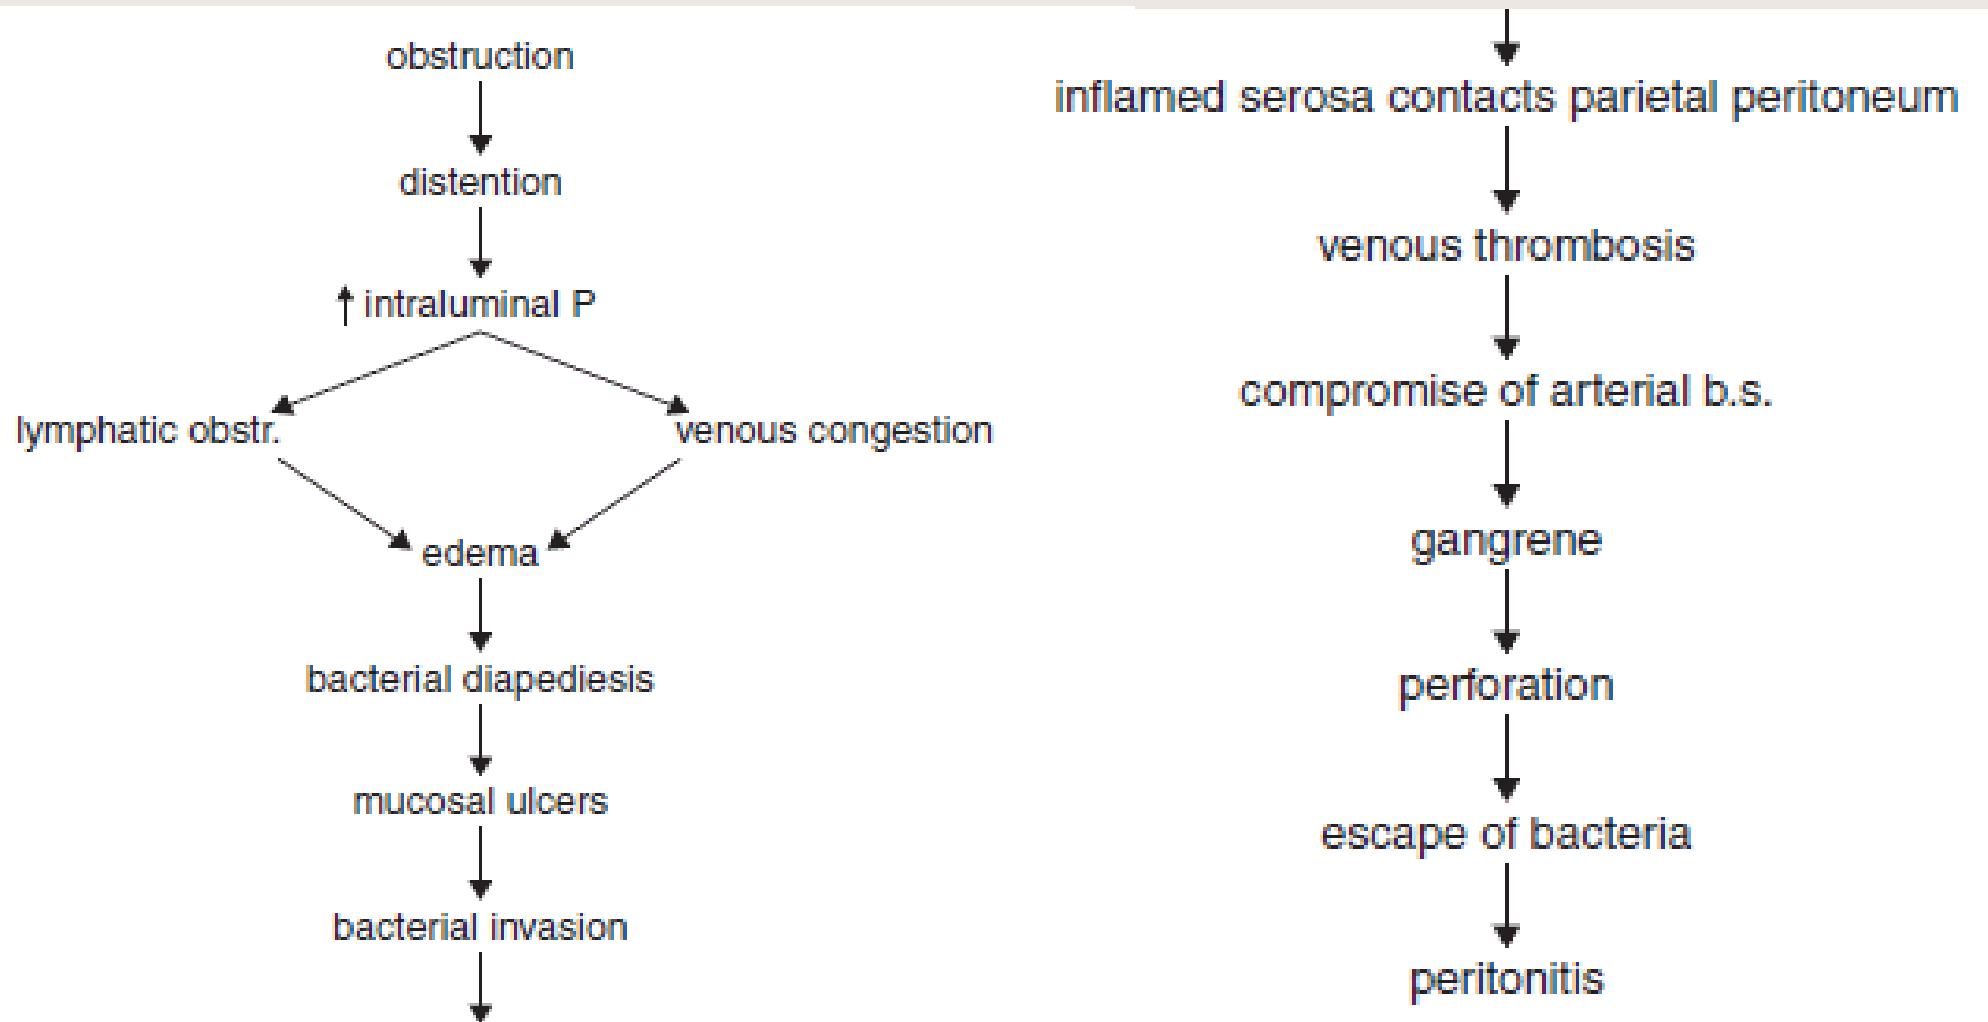 obstruction
distention
↑ intraluminal P
lymphatic obstr.
venous congestion
edema
bacterial diapediesis
mucosal ulcers
bacterial invasion
inflamed serosa contacts parietal peritoneum
venous thrombosis
compromise of arterial b.s.
gangrene
perforation
escape of bacteria
peritonitis